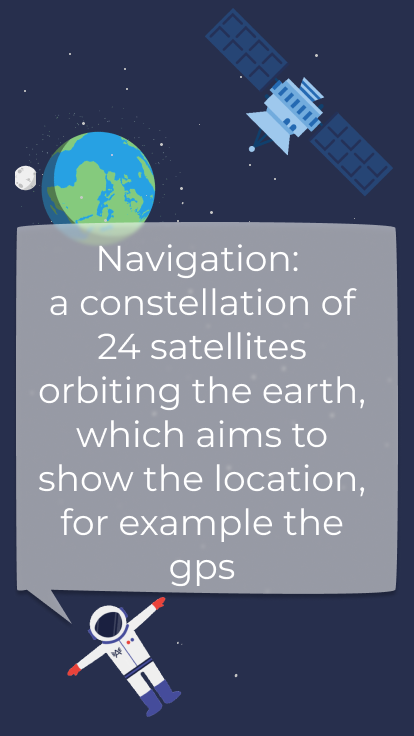 Navigation:
a constellation of
24 satellites
orbiting the earth,
which aims to
show the location,
for example the
gps